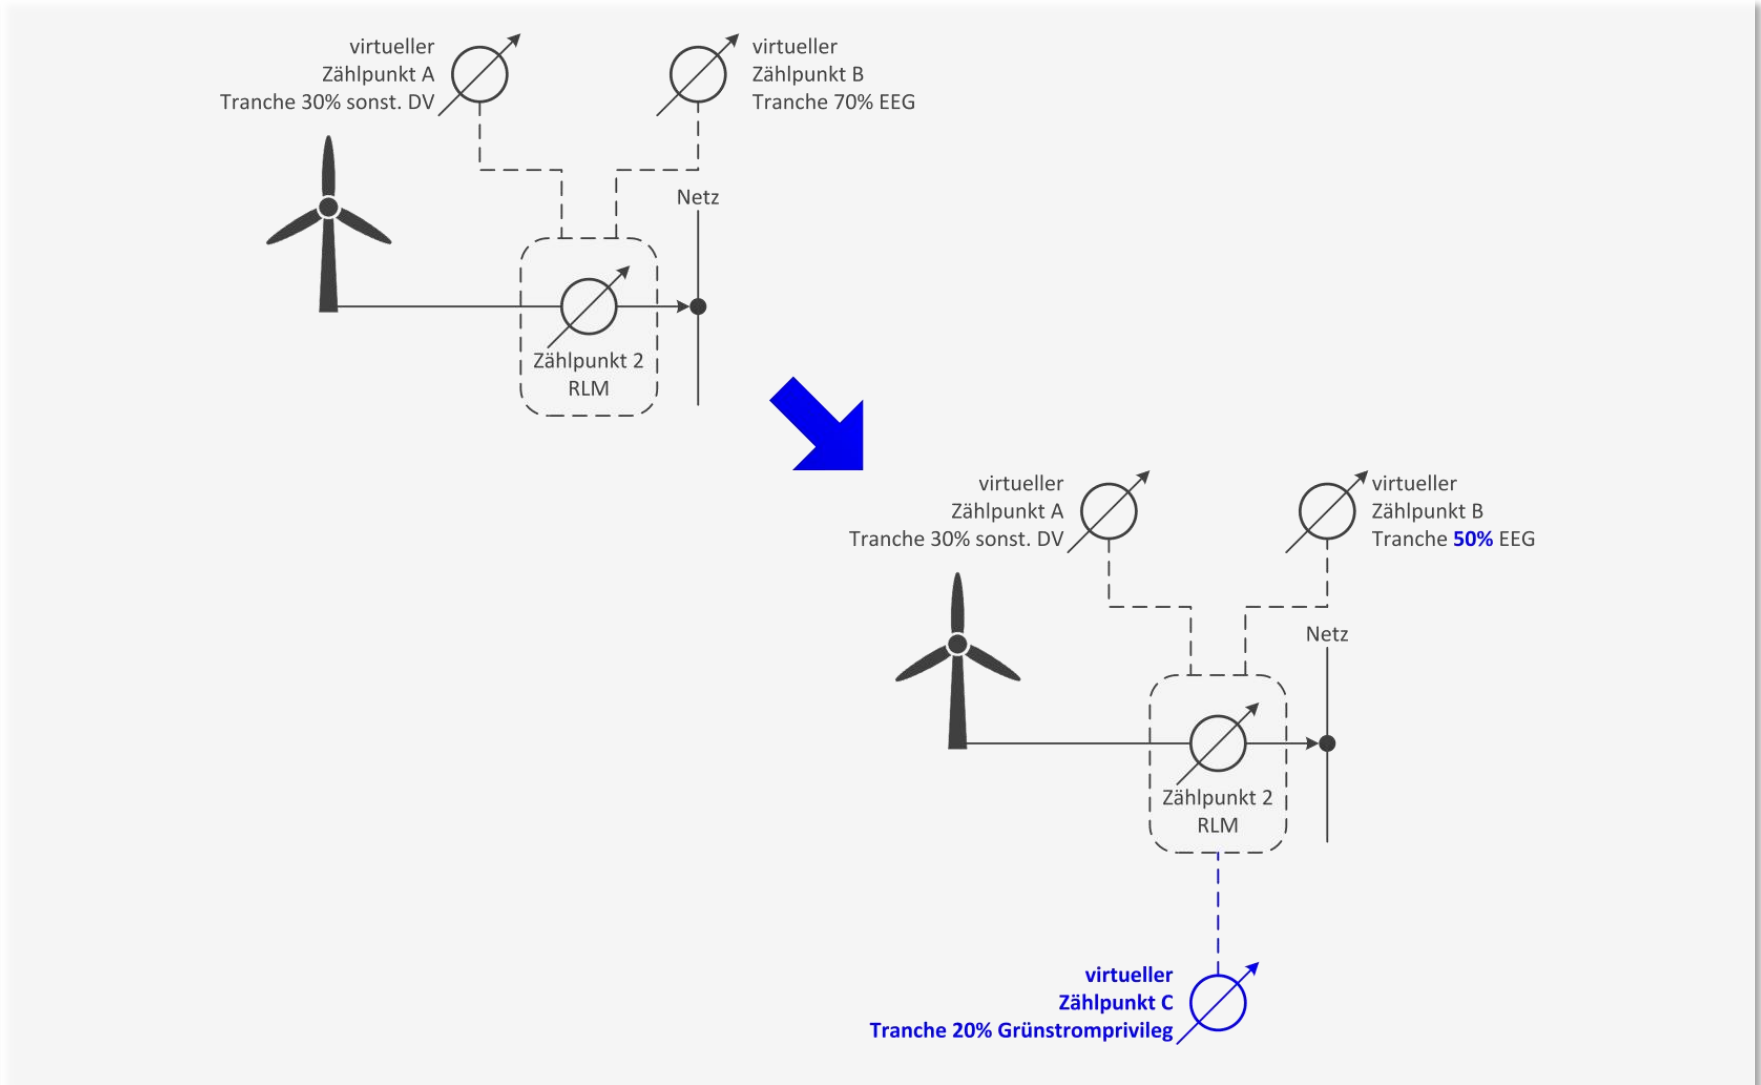 virtueller
Zählpunkt A
Tranche 30% sonst. DV
virtueller
Zählpunkt B
Tranche 70% EEG
Netz
Zählpunkt 2
RLM
virtueller
Zählpunkt A
Tranche 30% sonst. DV
virtueller
Zählpunkt B
Tranche 50% EEG
Netz
Zählpunkt 2
RLM
virtueller
Zählpunkt C
Tranche 20% Grünstromprivileg